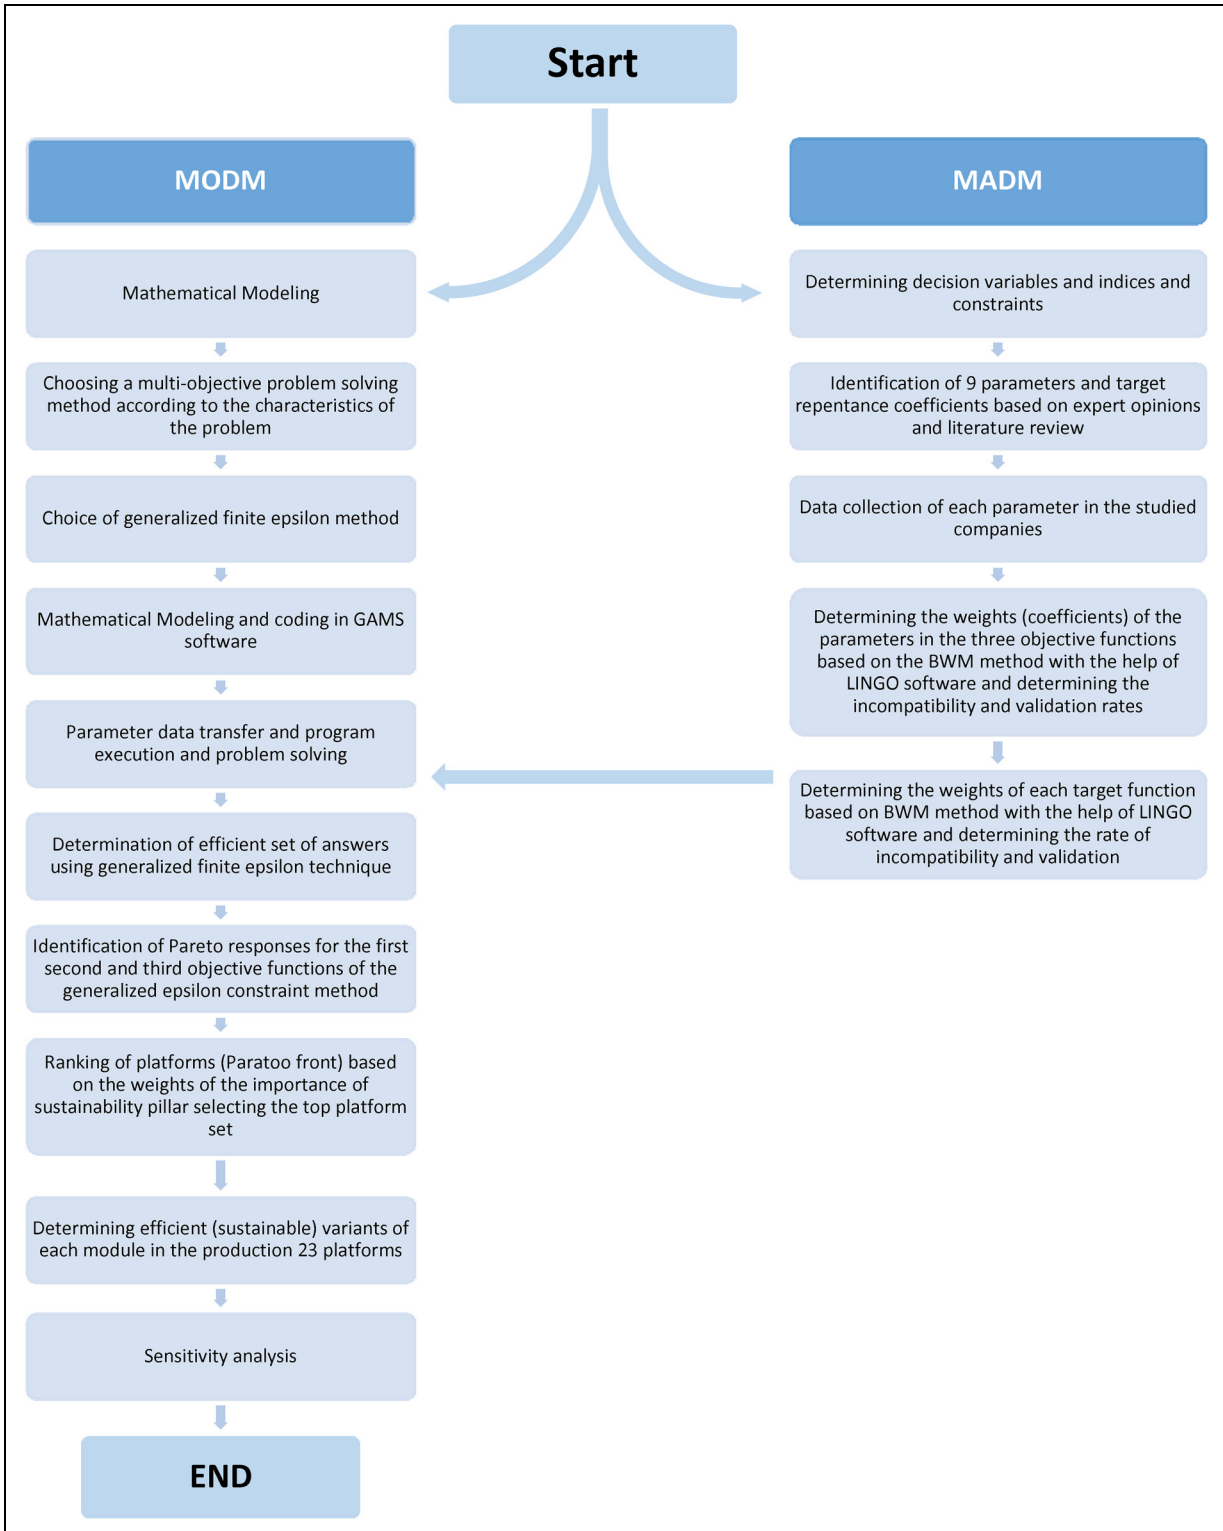 Start
MODM
Mathematical Modeling
Choosing a multi-objective problem solving
method according to the characteristics of
the problem
Choice of generalized finite epsilon method
Mathematical Modeling and coding in GAMS
software
Parameter data transfer and program
execution and problem solving
Determination of efficient set of answers
using generalized finite epsilon technique
Identification of Pareto responses for the first
second and third objective functions of the
generalized epsilon constraint method
Ranking of platforms (Paratoo front) based
on the weights of the importance of
sustainability pillar selecting the top platform
set
Determining efficient (sustainable) variants of
each module in the production 23 platforms
Sensitivity analysis
END
MADM
Determining decision variables and indices and
constraints
Identification of 9 parameters and target
repentance coefficients based on expert opinions
and literature review
Data collection of each parameter in the studied
companies
Determining the weights (coefficients) of the
parameters in the three objective functions
based on the BWM method with the help of
LINGO software and determining the
incompatibility and validation rates
Determining the weights of each target function
based on BWM method with the help of LINGO
software and determining the rate of
incompatibility and validation